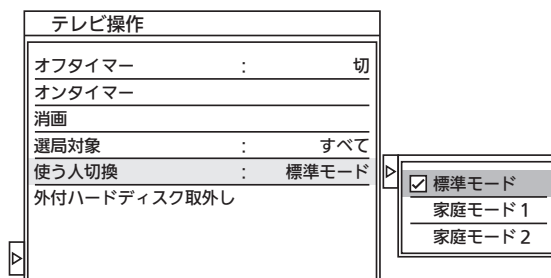 テレビ操作
オフタイマー : 切
オンタイマー
消画
選局対象 : すべて
使う人切換 : 標準モード
外付ハードディスク取外し
標準モード
家庭モード1
家庭モード2